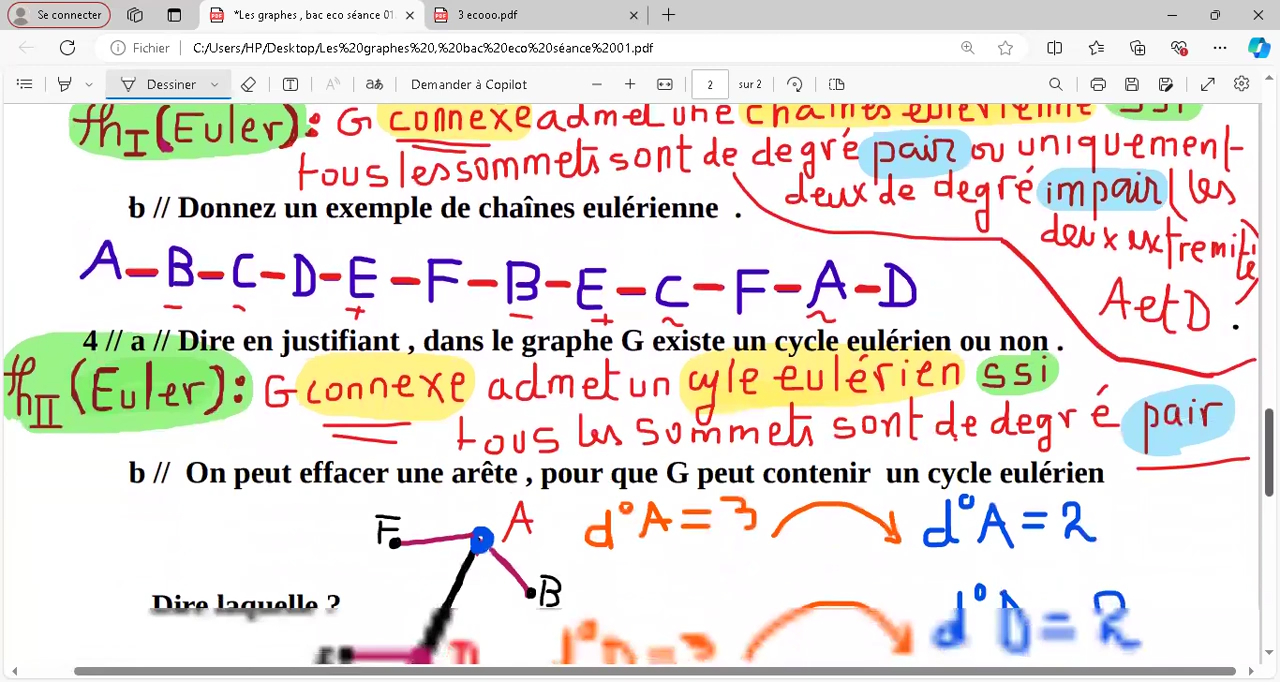 Se connecter
*Les graphes , bac eco séance 01.
3 ecooo.pdf
Fichier C:/Users/HP/Desktop/Les%20graphes%20,%20bac%20eco%20séance%2001.pdf
Dessiner
aあ
Demander à Copilot
2 sur 2
th I (Euler) : G connexe admet une chaînes eulérienne ssi
tous les sommets sont de degré pair ou uniquement
deux de degré impair (les
deux extremités
A et D
b // Donnez un exemple de chaînes eulérienne .
A - B - C - D - E - F - B - E - C - F - A - D
4 // a // Dire en justifiant , dans le graphe G existe un cycle eulérien ou non .
th II (Euler) : G connexe admet un cyle eulérien ssi
tous les sommets sont de degré pair
b // On peut effacer une arête , pour que G peut contenir un cycle eulérien
F A d°A = 3 d°A = 2
B
Dire laquelle ?
D d°D = 3 d°D = 2